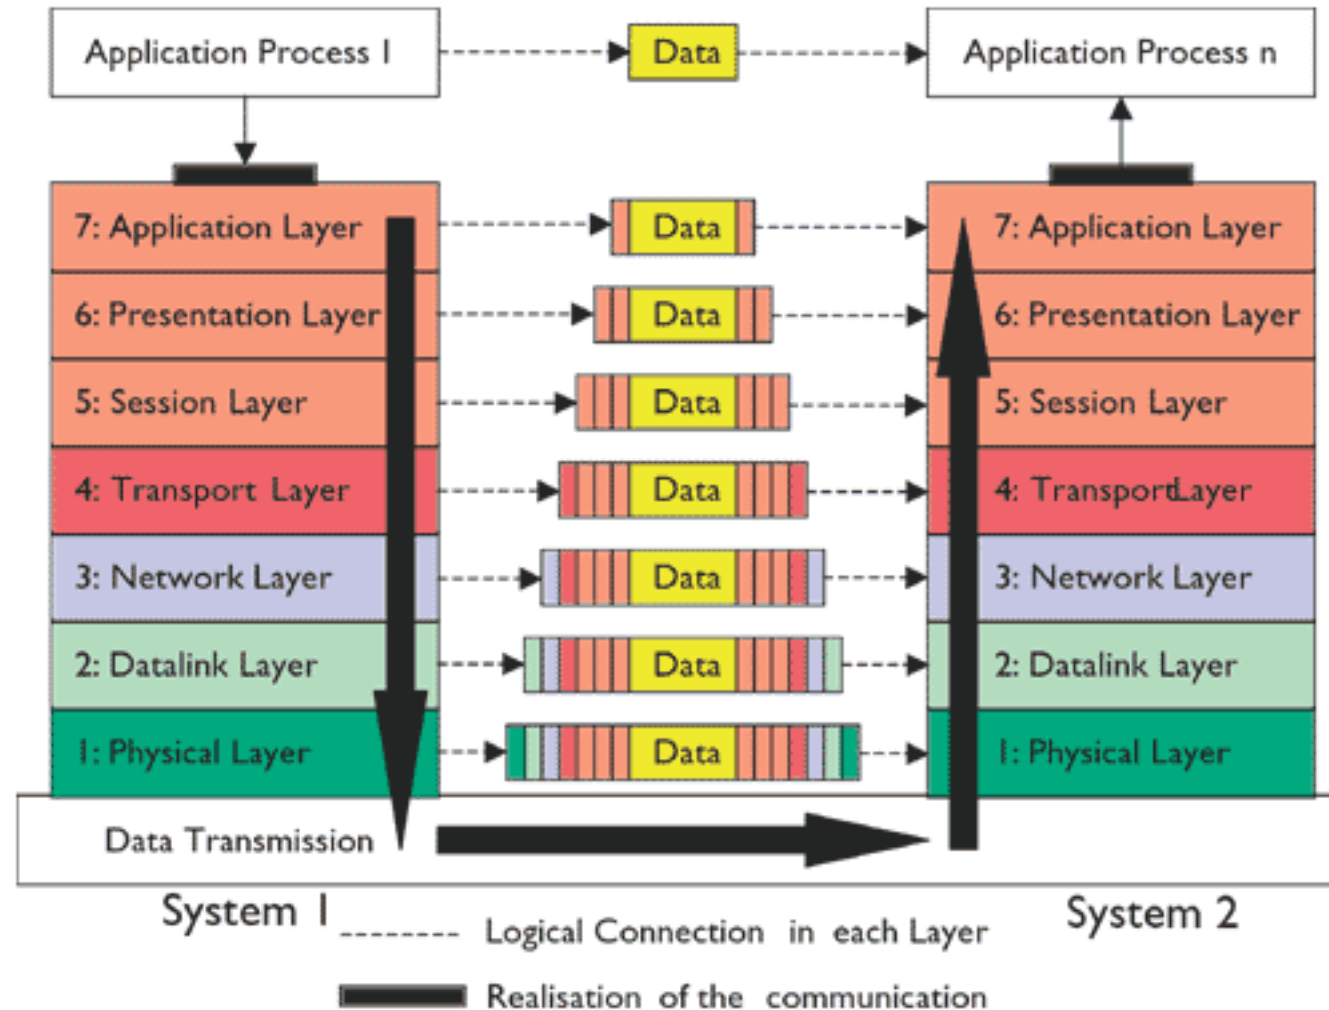 Application Process 1
Data
Application Process n
7: Application Layer
Data
7: Application Layer
6: Presentation Layer
Data
6: Presentation Layer
5: Session Layer
Data
5: Session Layer
4: Transport Layer
Data
4: TransportLayer
3: Network Layer
Data
3: Network Layer
2: Datalink Layer
Data
2: Datalink Layer
1: Physical Layer
Data
1: Physical Layer
Data Transmission
System 1
System 2
Logical Connection in each Layer
Realisation of the communication